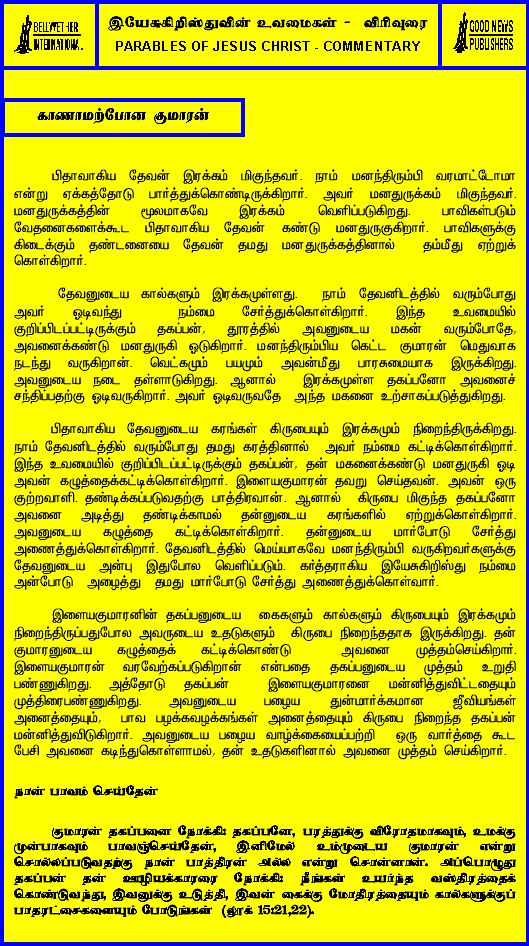 BELLWETHER
INTERNATIONAL
இயேசுகிறிஸ்துவின் உவமைகள் - விரிவுரை
PARABLES OF JESUS CHRIST - COMMENTARY
GOOD NEWS
PUBLISHERS
காணாமற்போன குமாரன்
பிதாவாகிய தேவன் இரக்கம் மிகுந்தவர். நாம் மனந்திரும்பி வரமாட்டோமா
என்று ஏக்கத்தோடு பார்த்துக்கொண்டிருக்கிறார். அவர் மனதுருக்கம் மிகுந்தவர்.
மனதுருக்கத்தின் மூலமாகவே இரக்கம் வெளிப்படுகிறது. பாவிகள்படும்
வேதனைகளைக்கூட பிதாவாகிய தேவன் கண்டு மனதுருகுகிறார். பாவிகளுக்கு
கிடைக்கும் தண்டனையை தேவன் தமது மனதுருக்கத்தினால் தம்மீது ஏற்றுக்
கொள்கிறார்.
தேவனுடைய கால்களும் இரக்கமுள்ளது. நாம் தேவனிடத்தில் வரும்போது
அவர் ஓடிவந்து நம்மை சேர்த்துக்கொள்கிறார். இந்த உவமையில்
குறிப்பிடப்பட்டிருக்கும் தகப்பன், தூரத்தில் அவனுடைய மகன் வரும்போதே,
அவனைக்கண்டு மனதுருகி ஓடுகிறார். மனந்திரும்பிய கெட்ட குமாரன் மெதுவாக
நடந்து வருகிறான். வெட்கமும் பயமும் அவன்மீது பாரசுமையாக இருக்கிறது.
அவனுடைய நடை தள்ளாடுகிறது. ஆனால் இரக்கமுள்ள தகப்பனோ அவனைச்
சந்திப்பதற்கு ஓடிவருகிறார். அவர் ஓடிவருவதே அந்த மகனை உற்சாகப்படுத்துகிறது.
பிதாவாகிய தேவனுடைய கரங்கள் கிருபையும் இரக்கமும் நிறைந்திருக்கிறது.
நாம் தேவனிடத்தில் வரும்போது தமது கரத்தினால் அவர் நம்மை கட்டிக்கொள்கிறார்.
இந்த உவமையில் குறிப்பிடப்பட்டிருக்கும் தகப்பன், தன் மகனைக்கண்டு மனதுருகி ஓடி
அவன் கழுத்தைக்கட்டிக்கொள்கிறார். இளையகுமாரன் தவறு செய்தவன். அவன் ஒரு
குற்றவாளி. தண்டிக்கப்படுவதற்கு பாத்திரவான். ஆனால் கிருபை மிகுந்த தகப்பனோ
அவனை அடித்து தண்டிக்காமல் தன்னுடைய கரங்களில் ஏற்றுக்கொள்கிறார்.
அவனுடைய கழுத்தை கட்டிக்கொள்கிறார். தன்னுடைய மார்போடு சேர்த்து
அணைத்துக்கொள்கிறார். தேவனிடத்தில் மெய்யாகவே மனந்திரும்பி வருகிறவர்களுக்கு
தேவனுடைய அன்பு இதுபோல வெளிப்படும். கர்த்தராகிய இயேசுகிறிஸ்து நம்மை
அன்போடு அழைத்து தமது மார்போடு சேர்த்து அணைத்துக்கொள்வார்.
இளையகுமாரனின் தகப்பனுடைய கைகளும் கால்களும் கிருபையும் இரக்கமும்
நிறைந்திருப்பதுபோல அவருடைய உதடுகளும் கிருபை நிறைந்ததாக இருக்கிறது. தன்
குமாரனுடைய கழுத்தைக் கட்டிக்கொண்டு அவனை முத்தம்செய்கிறார்.
இளையகுமாரன் வரவேற்கப்படுகிறான் என்பதை தகப்பனுடைய முத்தம் உறுதி
பண்ணுகிறது. அத்தோடு தகப்பன் இளையகுமாரனை மன்னித்துவிட்டதையும்
முத்திரைபண்ணுகிறது. அவனுடைய பழைய துன்மார்க்கமான ஜீவியங்கள்
அனைத்தையும், பாவ பழக்கவழக்கங்கள் அனைத்தையும் கிருபை நிறைந்த தகப்பன்
மன்னித்துவிடுகிறார். அவனுடைய பழைய வாழ்க்கையைப்பற்றி ஒரு வார்த்தை கூட
பேசி அவனை கடிந்துகொள்ளாமல், தன் உதடுகளினால் அவனை முத்தம் செய்கிறார்.
நான் பாவம் செய்தேன்
குமாரன் தகப்பனை நோக்கி: தகப்பனே, பரத்துக்கு விரோதமாகவும், உமக்கு
முன்பாகவும் பாவஞ்செய்தேன், இனிமேல் உம்முடைய குமாரன் என்று
சொல்லப்படுவதற்கு நான் பாத்திரன் அல்ல என்று சொன்னான். அப்பொழுது
தகப்பன் தன் ஊழியக்காரரை நோக்கி: நீங்கள் உயர்ந்த வஸ்திரத்தைக்
கொண்டுவந்து, இவனுக்கு உடுத்தி, இவன் கைக்கு மோதிரத்தையும் கால்களுக்குப்
பாதரட்சைகளையும் போடுங்கள் (லூக் 15:21,22).